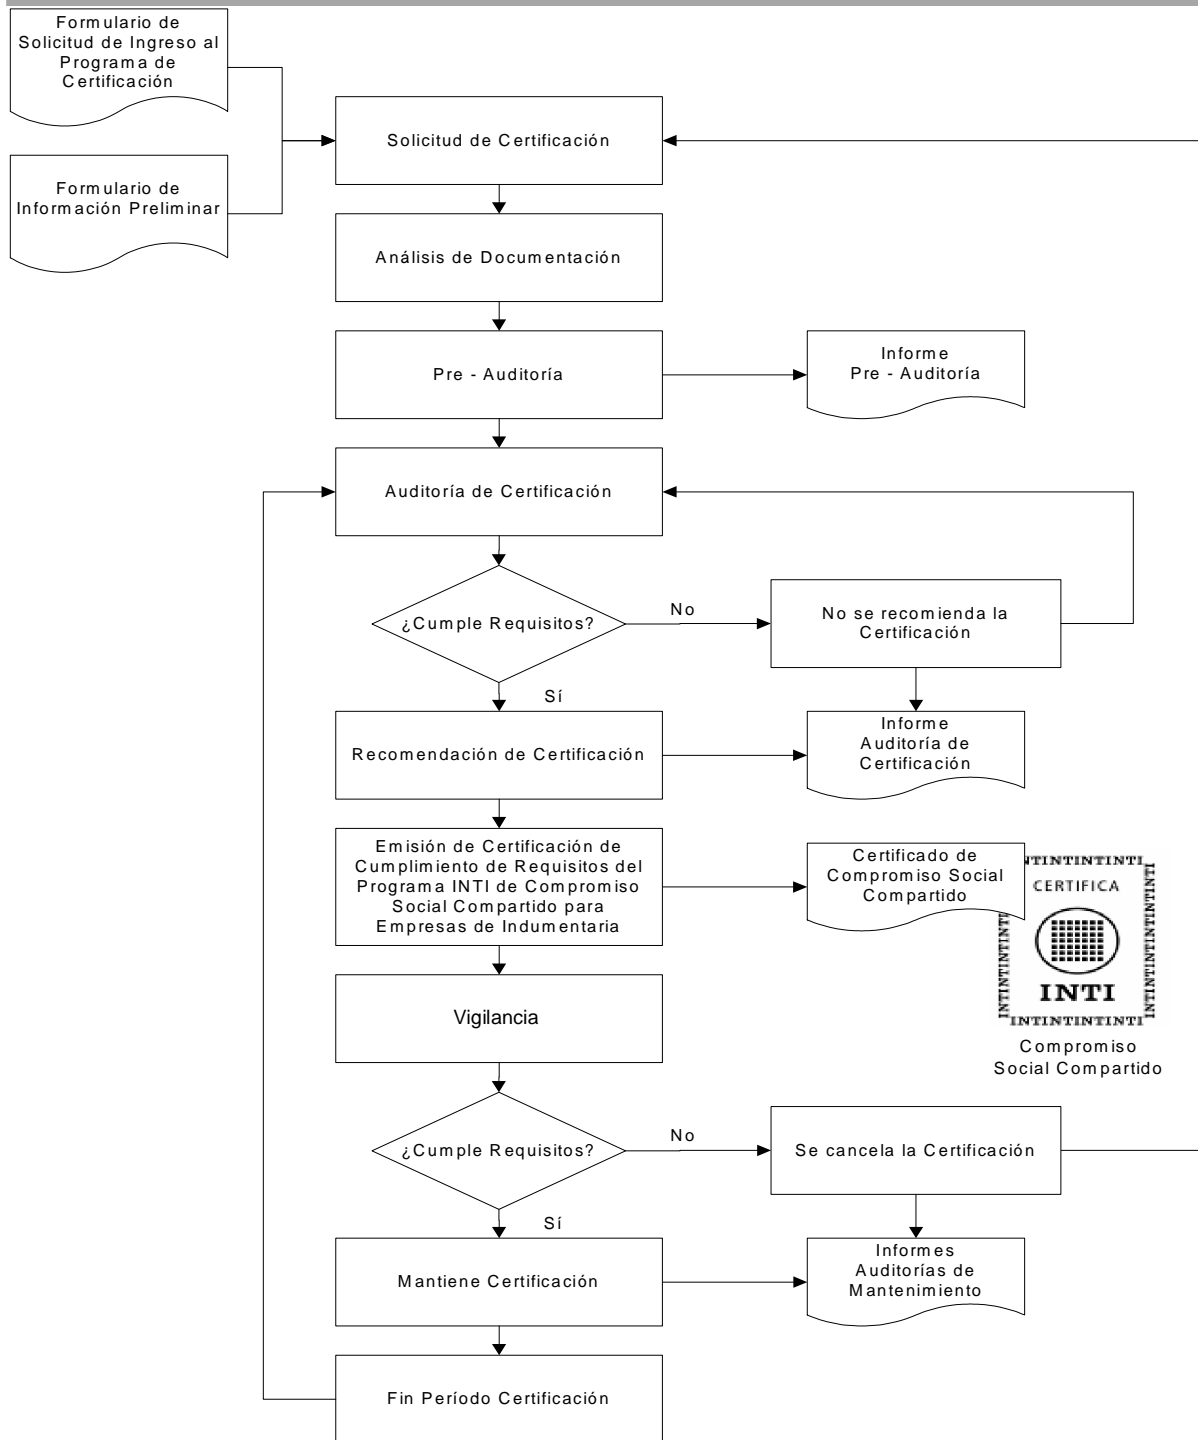 Formulario de
Solicitud de Ingreso al
Programa de
Certificación
Solicitud de Certificación
Formulario de
Información Preliminar
Análisis de Documentación
Pre - Auditoría
Informe
Pre - Auditoría
Auditoría de Certificación
¿Cumple Requisitos?
No
No se recomienda la
Certificación
Sí
Recomendación de Certificación
Informe
Auditoría de
Certificación
Emisión de Certificación de
Cumplimiento de Requisitos del
Programa INTI de Compromiso
Social Compartido para
Empresas de Indumentaria
Certificado de
Compromiso Social
Compartido
NTINTINTINTI
CERTIFICA
INTINTINTINTI
INTINTINTINTINTI
INTI
INTINTINTINTI
Compromiso
Social Compartido
Vigilancia
¿Cumple Requisitos?
No
Se cancela la Certificación
Sí
Mantiene Certificación
Informes
Auditorías de
Mantenimiento
Fin Período Certificación